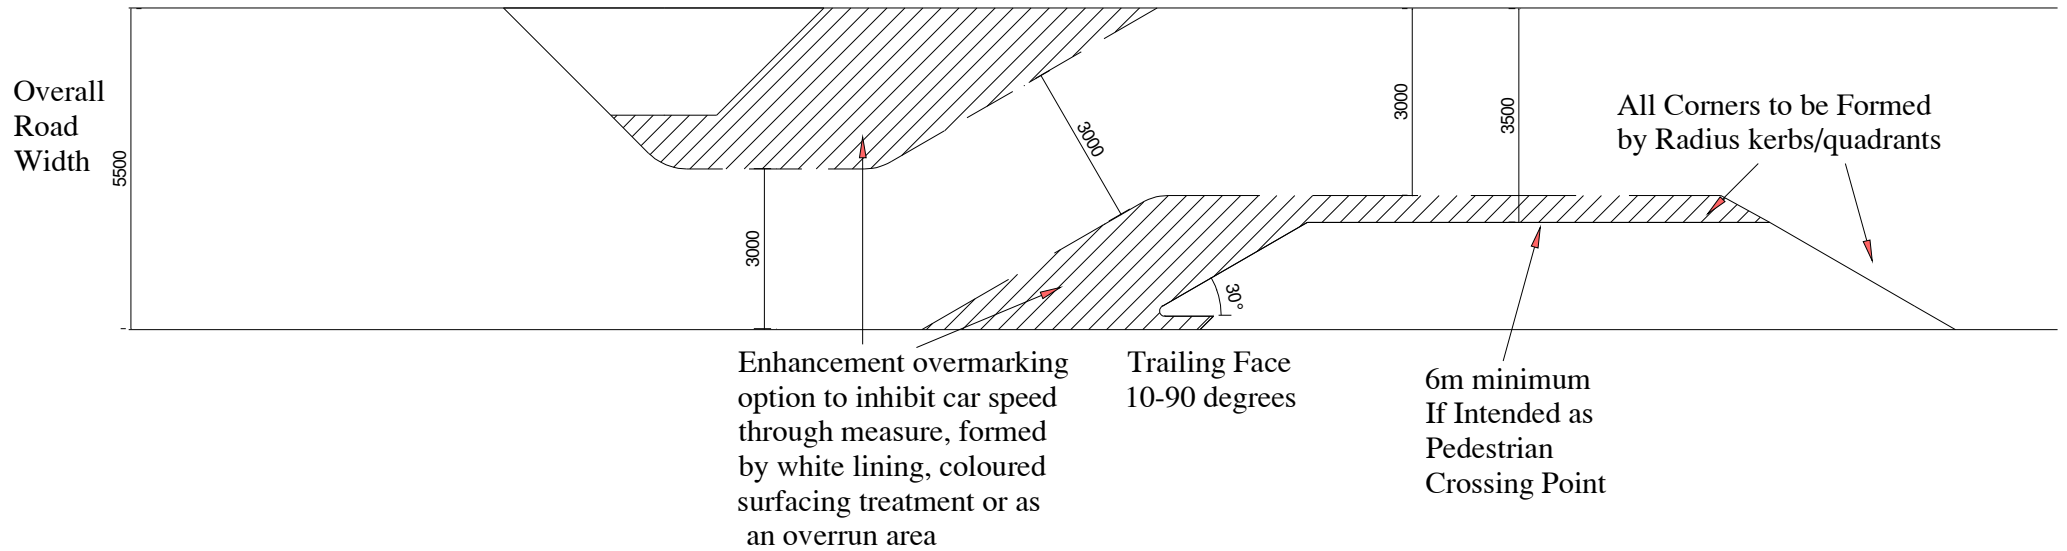 Overall
Road
Width
5500
3000
3000
3000
3500
All Corners to be Formed
by Radius kerbs/quadrants
30°
Enhancement overmarking
option to inhibit car speed
through measure, formed
by white lining, coloured
surfacing treatment or as
an overrun area
Trailing Face
10-90 degrees
6m minimum
If Intended as
Pedestrian
Crossing Point